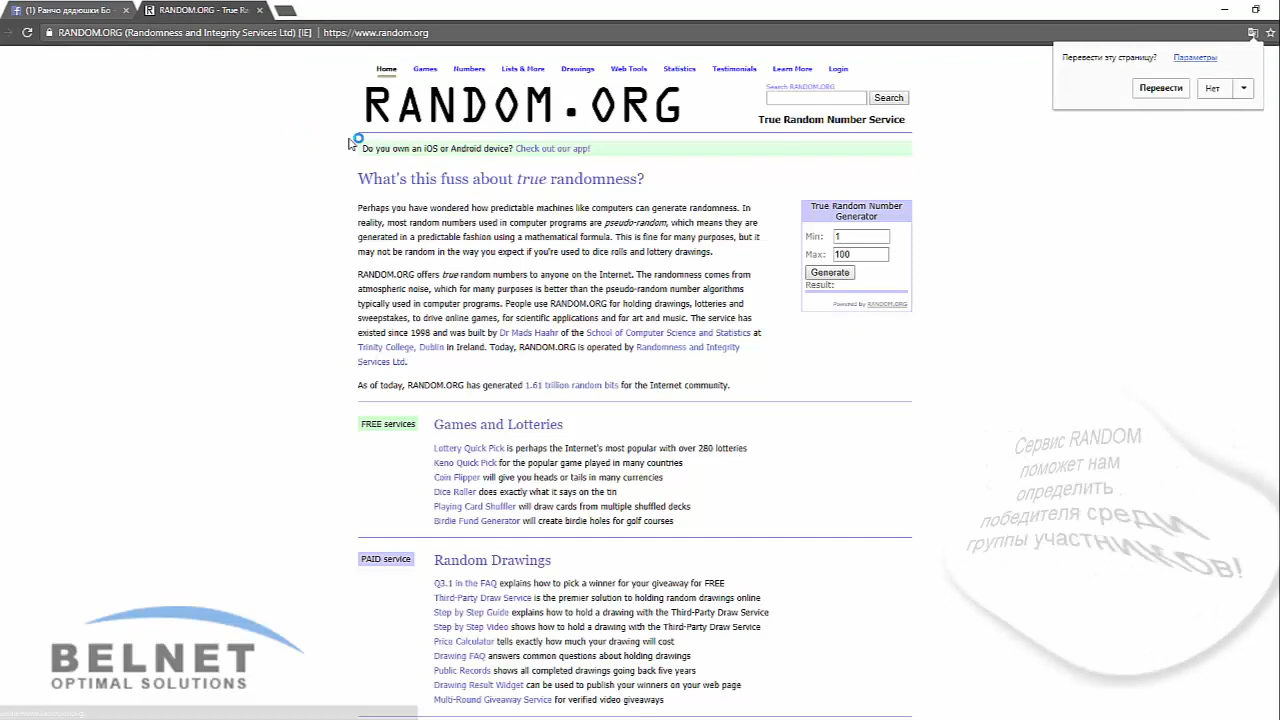 (1) Ранчо дядюшки Бо
RANDOM.ORG - True Ra
RANDOM.ORG (Randomness and Integrity Services Ltd) [IE] | https://www.random.org
Перевести эту страницу? Параметры
Перевести Нет
Home Games Numbers Lists & More Drawings Web Tools Statistics Testimonials Learn More Login
RANDOM.ORG
Search RANDOM.ORG
Search
True Random Number Service
Do you own an iOS or Android device? Check out our app!
What's this fuss about true randomness?
Perhaps you have wondered how predictable machines like computers can generate randomness. In
reality, most random numbers used in computer programs are pseudo-random, which means they are
generated in a predictable fashion using a mathematical formula. This is fine for many purposes, but it
may not be random in the way you expect if you're used to dice rolls and lottery drawings.
RANDOM.ORG offers true random numbers to anyone on the Internet. The randomness comes from
atmospheric noise, which for many purposes is better than the pseudo-random number algorithms
typically used in computer programs. People use RANDOM.ORG for holding drawings, lotteries and
sweepstakes, to drive online games, for scientific applications and for art and music. The service has
existed since 1998 and was built by Dr Mads Haahr of the School of Computer Science and Statistics at
Trinity College, Dublin in Ireland. Today, RANDOM.ORG is operated by Randomness and Integrity
Services Ltd.
As of today, RANDOM.ORG has generated 1.61 trillion random bits for the Internet community.
True Random Number
Generator
Min: 1
Max: 100
Generate
Result:
Powered by RANDOM.ORG
FREE services
Games and Lotteries
Lottery Quick Pick is perhaps the Internet's most popular with over 280 lotteries
Keno Quick Pick for the popular game played in many countries
Coin Flipper will give you heads or tails in many currencies
Dice Roller does exactly what it says on the tin
Playing Card Shuffler will draw cards from multiple shuffled decks
Birdie Fund Generator will create birdie holes for golf courses
PAID service
Random Drawings
Q3.1 in the FAQ explains how to pick a winner for your giveaway for FREE
Third-Party Draw Service is the premier solution to holding random drawings online
Step by Step Guide explains how to hold a drawing with the Third-Party Draw Service
Step by Step Video shows how to hold a drawing with the Third-Party Draw Service
Price Calculator tells exactly how much your drawing will cost
Drawing FAQ answers common questions about holding drawings
Public Records shows all completed drawings going back five years
Drawing Result Widget can be used to publish your winners on your web page
Multi-Round Giveaway Service for verified video giveaways
Сервис RANDOM
поможет нам
определить
победителя среди
группы участников!
BELNET
OPTIMAL SOLUTIONS